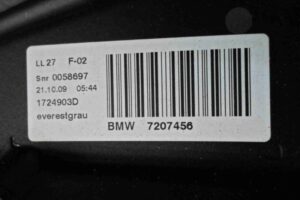 LL 27 F-02
Snr 0058697
21.10.09 05:44
1724903D
everestgrau
BMW 7207456